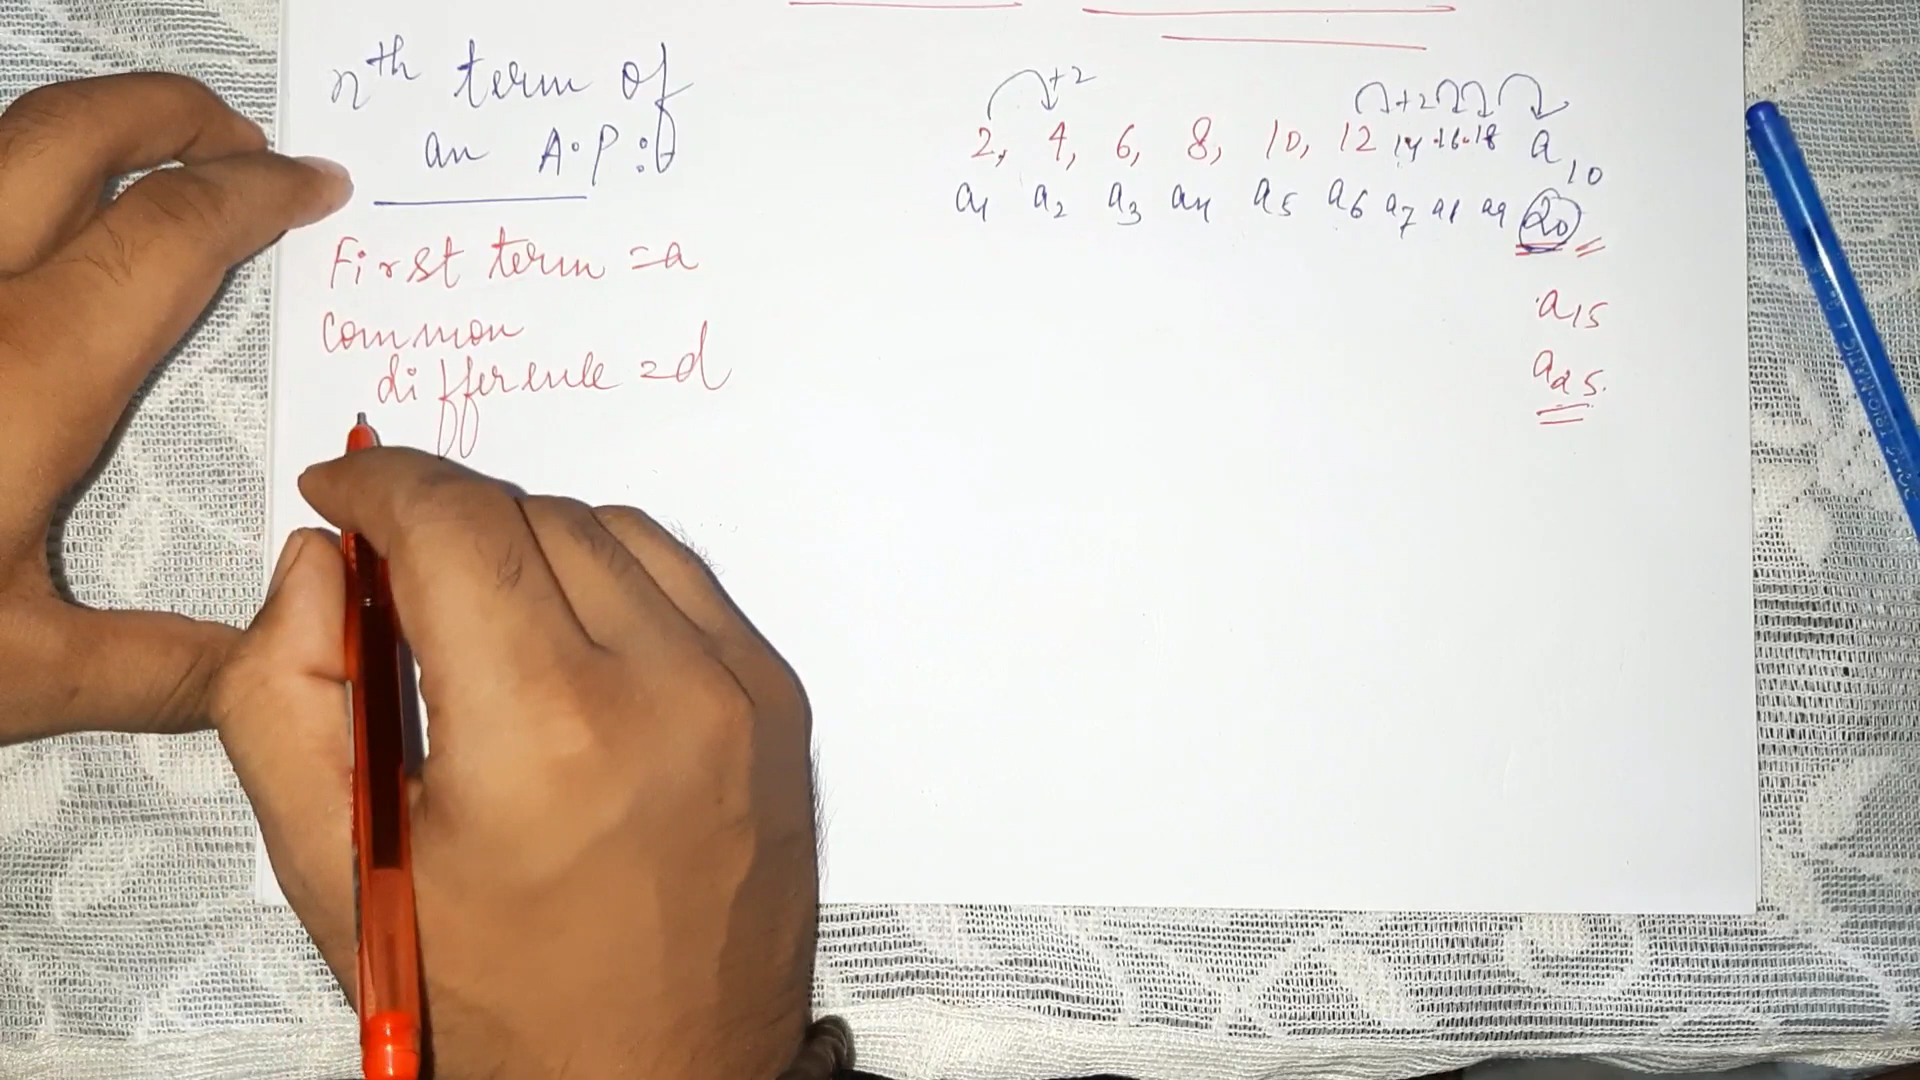 nth term of
an A.P :
First term = a
Common
difference = d
+2 +2
2, 4, 6, 8, 10, 12 14 16 18 a10
a1 a2 a3 a4 a5 a6 a7 a8 a9 20
a15
a25